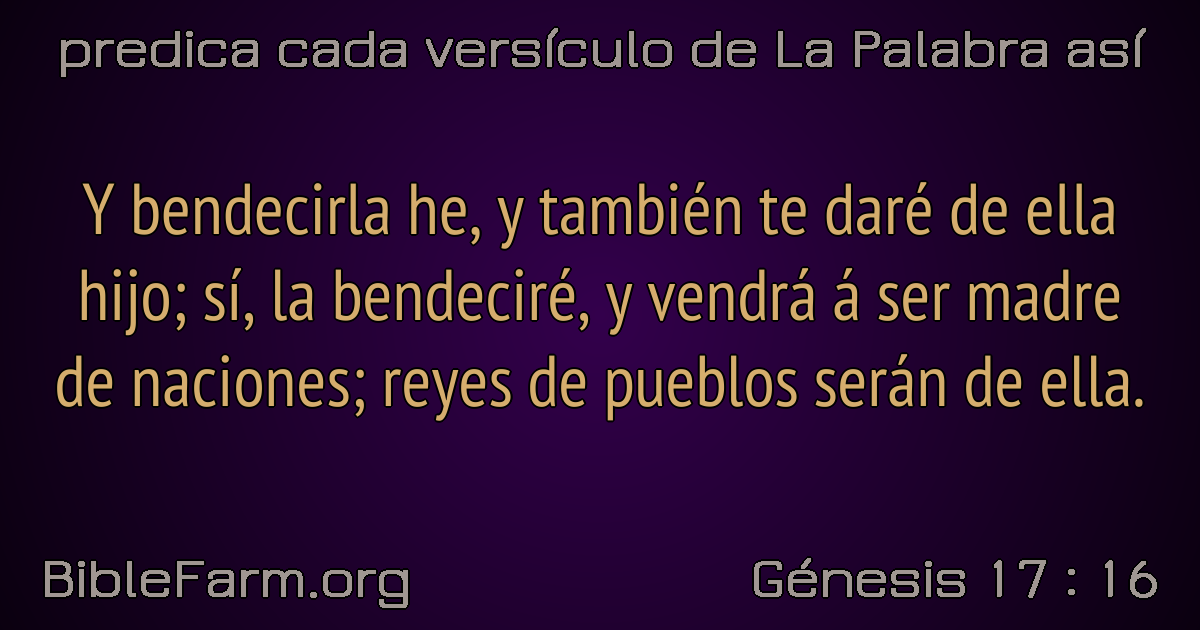 predica cada versículo de La Palabra así
Y bendecirla he, y también te daré de ella
hijo; sí, la bendeciré, y vendrá á ser madre
de naciones; reyes de pueblos serán de ella.
BibleFarm.org
Génesis 17 : 16